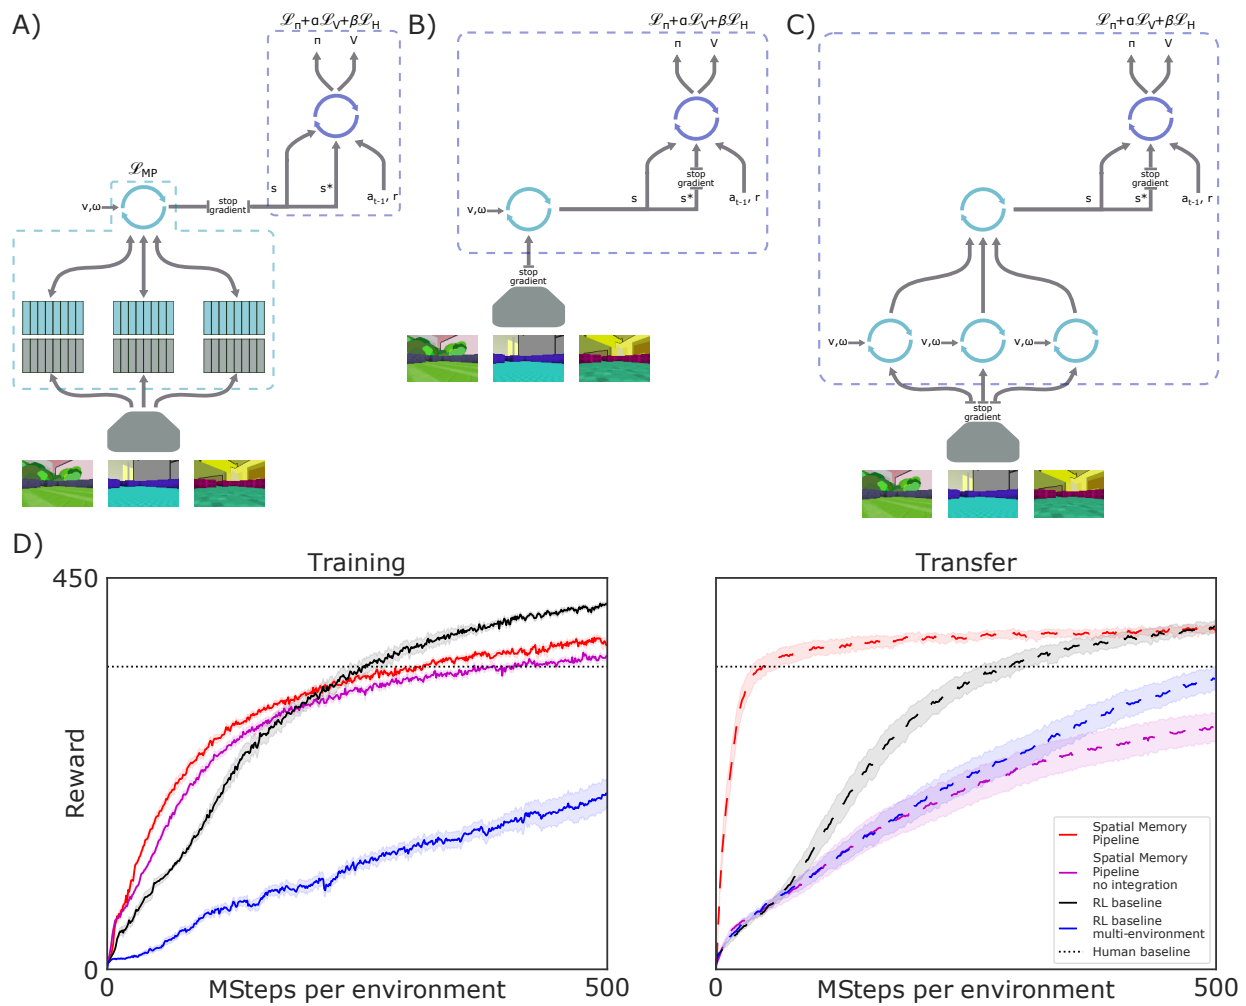 A)
ℒπ+αℒV+βℒH
π V
s s* at-1, r
ℒMP
v,ω
stop
gradient
B)
ℒπ+αℒV+βℒH
π V
stop
gradient
s s* at-1, r
v,ω
stop
gradient
C)
ℒπ+αℒV+βℒH
π V
stop
gradient
s s* at-1, r
v,ω v,ω v,ω
stop
gradient
D)
Training
450
Reward
0
0 MSteps per environment 500
Transfer
Spatial Memory
Pipeline
Spatial Memory
Pipeline
no integration
RL baseline
RL baseline
multi-environment
Human baseline
0 MSteps per environment 500